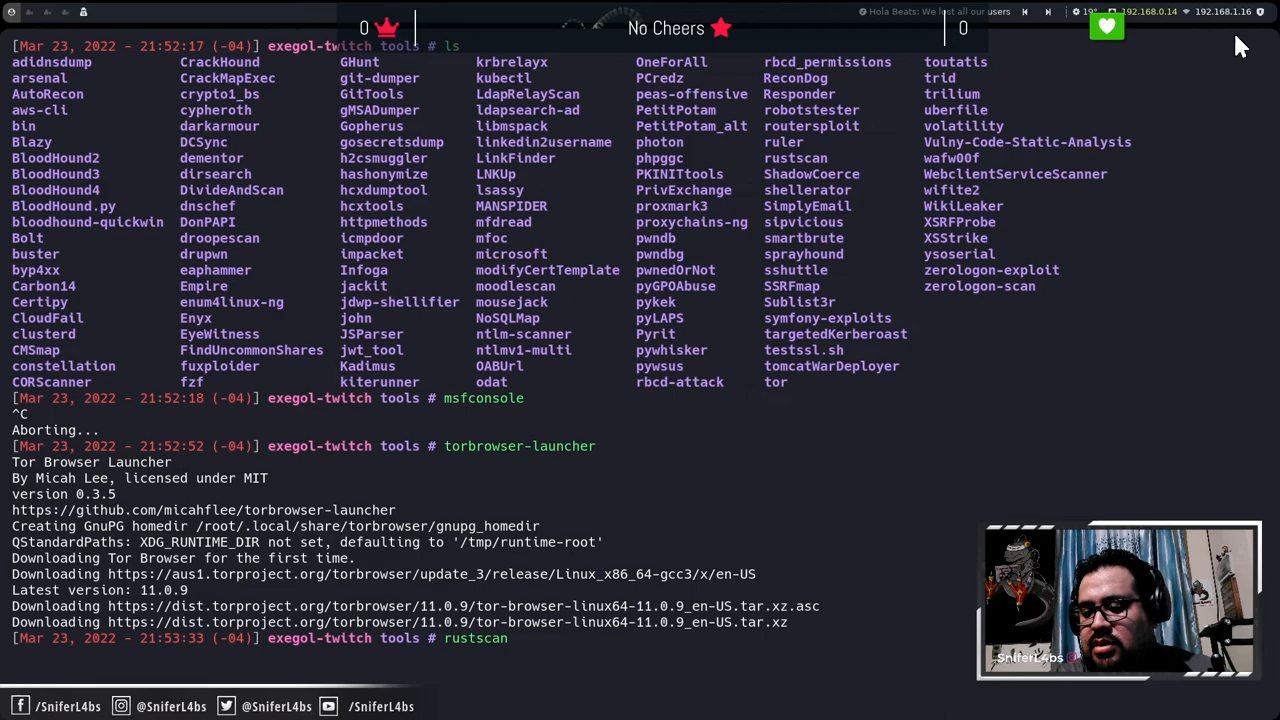 0 No Cheers 0
Hola Beats: We lost all our users 19° 192.168.0.14 192.168.1.16
[Mar 23, 2022 - 21:52:17 (-04)] exegol-twitch tools # ls
adidnsdump CrackHound GHunt krbrelayx OneForAll rbcd_permissions toutatis
arsenal CrackMapExec git-dumper kubectl PCredz ReconDog trid
AutoRecon crypto1_bs GitTools LdapRelayScan peas-offensive Responder trilium
aws-cli cypheroth gMSADumper ldapsearch-ad PetitPotam robotstester uberfile
bin darkarmour Gopherus libmspack PetitPotam_alt routersploit volatility
Blazy DCSync gosecretsdump linkedin2username photon ruler Vulny-Code-Static-Analysis
BloodHound2 dementor h2csmuggler LinkFinder phpggc rustscan wafw00f
BloodHound3 dirsearch hashonymize LNKUp PKINITtools ShadowCoerce WebclientServiceScanner
BloodHound4 DivideAndScan hcxdumptool lsassy PrivExchange shellerator wifite2
BloodHound.py dnschef hcxtools MANSPIDER proxmark3 SimplyEmail WikiLeaker
bloodhound-quickwin DonPAPI httpmethods mfdread proxychains-ng sipvicious XSRFProbe
Bolt droopescan icmpdoor mfoc pwndb smartbrute XSStrike
buster drupwn impacket microsoft pwndbg sprayhound ysoserial
byp4xx eaphammer Infoga modifyCertTemplate pwnedOrNot sshuttle zerologon-exploit
Carbon14 Empire jackit moodlescan pyGPOAbuse SSRFmap zerologon-scan
Certipy enum4linux-ng jdwp-shellifier mousejack pykek Sublist3r
CloudFail Enyx john NoSQLMap pyLAPS symfony-exploits
clusterd EyeWitness JSParser ntlm-scanner Pyrit targetedKerberoast
CMSmap FindUncommonShares jwt_tool ntlmv1-multi pywhisker testssl.sh
constellation fuxploider Kadimus OABUrl pywsus tomcatWarDeployer
CORScanner fzf kiterunner odat rbcd-attack tor
[Mar 23, 2022 - 21:52:18 (-04)] exegol-twitch tools # msfconsole
^C
Aborting...
[Mar 23, 2022 - 21:52:52 (-04)] exegol-twitch tools # torbrowser-launcher
Tor Browser Launcher
By Micah Lee, licensed under MIT
version 0.3.5
https://github.com/micahflee/torbrowser-launcher
Creating GnuPG homedir /root/.local/share/torbrowser/gnupg_homedir
QStandardPaths: XDG_RUNTIME_DIR not set, defaulting to '/tmp/runtime-root'
Downloading Tor Browser for the first time.
Downloading https://aus1.torproject.org/torbrowser/update_3/release/Linux_x86_64-gcc3/x/en-US
Latest version: 11.0.9
Downloading https://dist.torproject.org/torbrowser/11.0.9/tor-browser-linux64-11.0.9_en-US.tar.xz.asc
Downloading https://dist.torproject.org/torbrowser/11.0.9/tor-browser-linux64-11.0.9_en-US.tar.xz
[Mar 23, 2022 - 21:53:33 (-04)] exegol-twitch tools # rustscan
SniferL4bs
/SniferL4bs @SniferL4bs @SniferL4bs /SniferL4bs